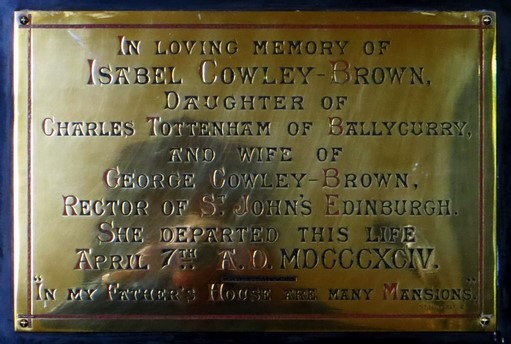 In loving memory of
Isabel Cowley-Brown,
Daughter of
Charles Tottenham of Ballycurry,
and wife of
George Cowley-Brown,
Rector of St. John's Edinburgh.
She departed this life
April 7th A.D. MDCCCXCIV.
"In my Father's House are many Mansions."